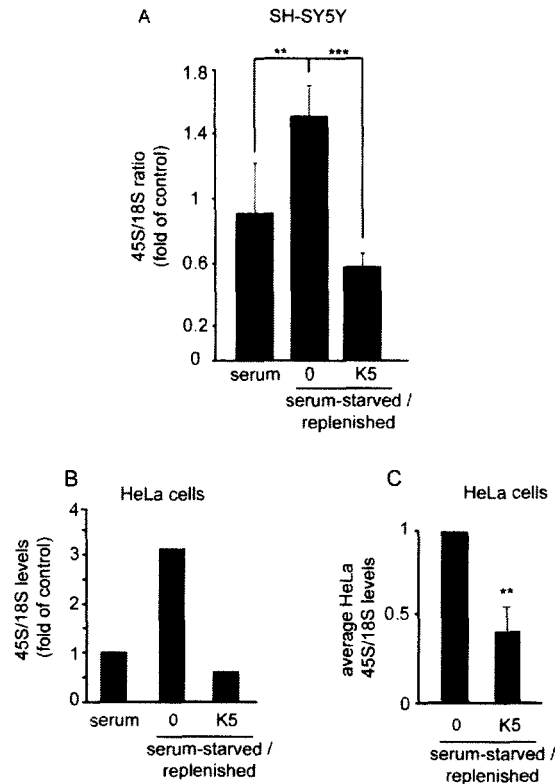 A
SH-SY5Y
** ***
1.8
1.4
1
0.6
0.2
0
45S/18S ratio
(fold of control)
serum 0 K5
serum-starved /
replenished
B
HeLa cells
4
3
2
1
0
45S/18S levels
(fold of control)
serum 0 K5
serum-starved /
replenished
C
HeLa cells
1
0.5
0
average HeLa
45S/18S levels
**
0 K5
serum-starved /
replenished